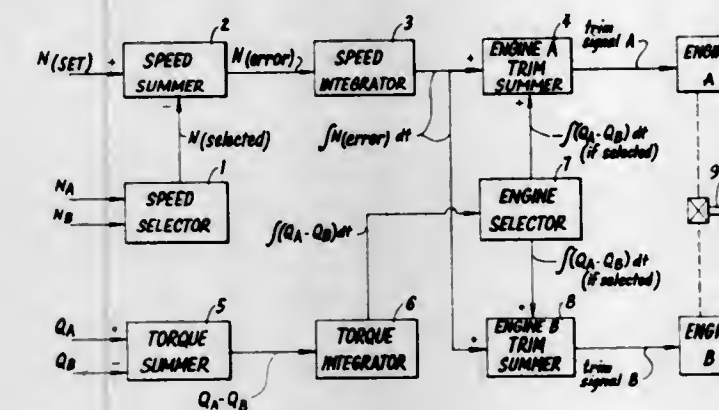 N(SET)
+
2
SPEED
SUMMER
-
N(error)
3
SPEED
INTEGRATOR
∫N(error) dt
+
4
ENGINE A
TRIM
SUMMER
+
trim
signal A
ENGIN
A
N(selected)
NA
NB
1
SPEED
SELECTOR
∫(QA-QB)dt
-∫(QA-QB) dt
(if selected)
7
ENGINE
SELECTOR
9
∫(QA-QB) dt
(if selected)
QA
+
QB
-
5
TORQUE
SUMMER
QA-QB
6
TORQUE
INTEGRATOR
+
+
8
ENGINE B
TRIM
SUMMER
trim
signal B
ENGIN
B